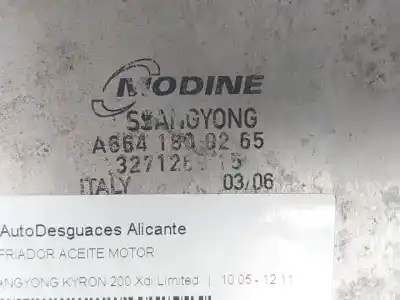 MODINE
SSANGYONG
A664 180 02 65
ITALY 03/06
AutoDesguaces Alicante
FRIADOR ACEITE MOTOR
ANGYONG KYRON 200 Xdi Limited | 10.05 - 12.11